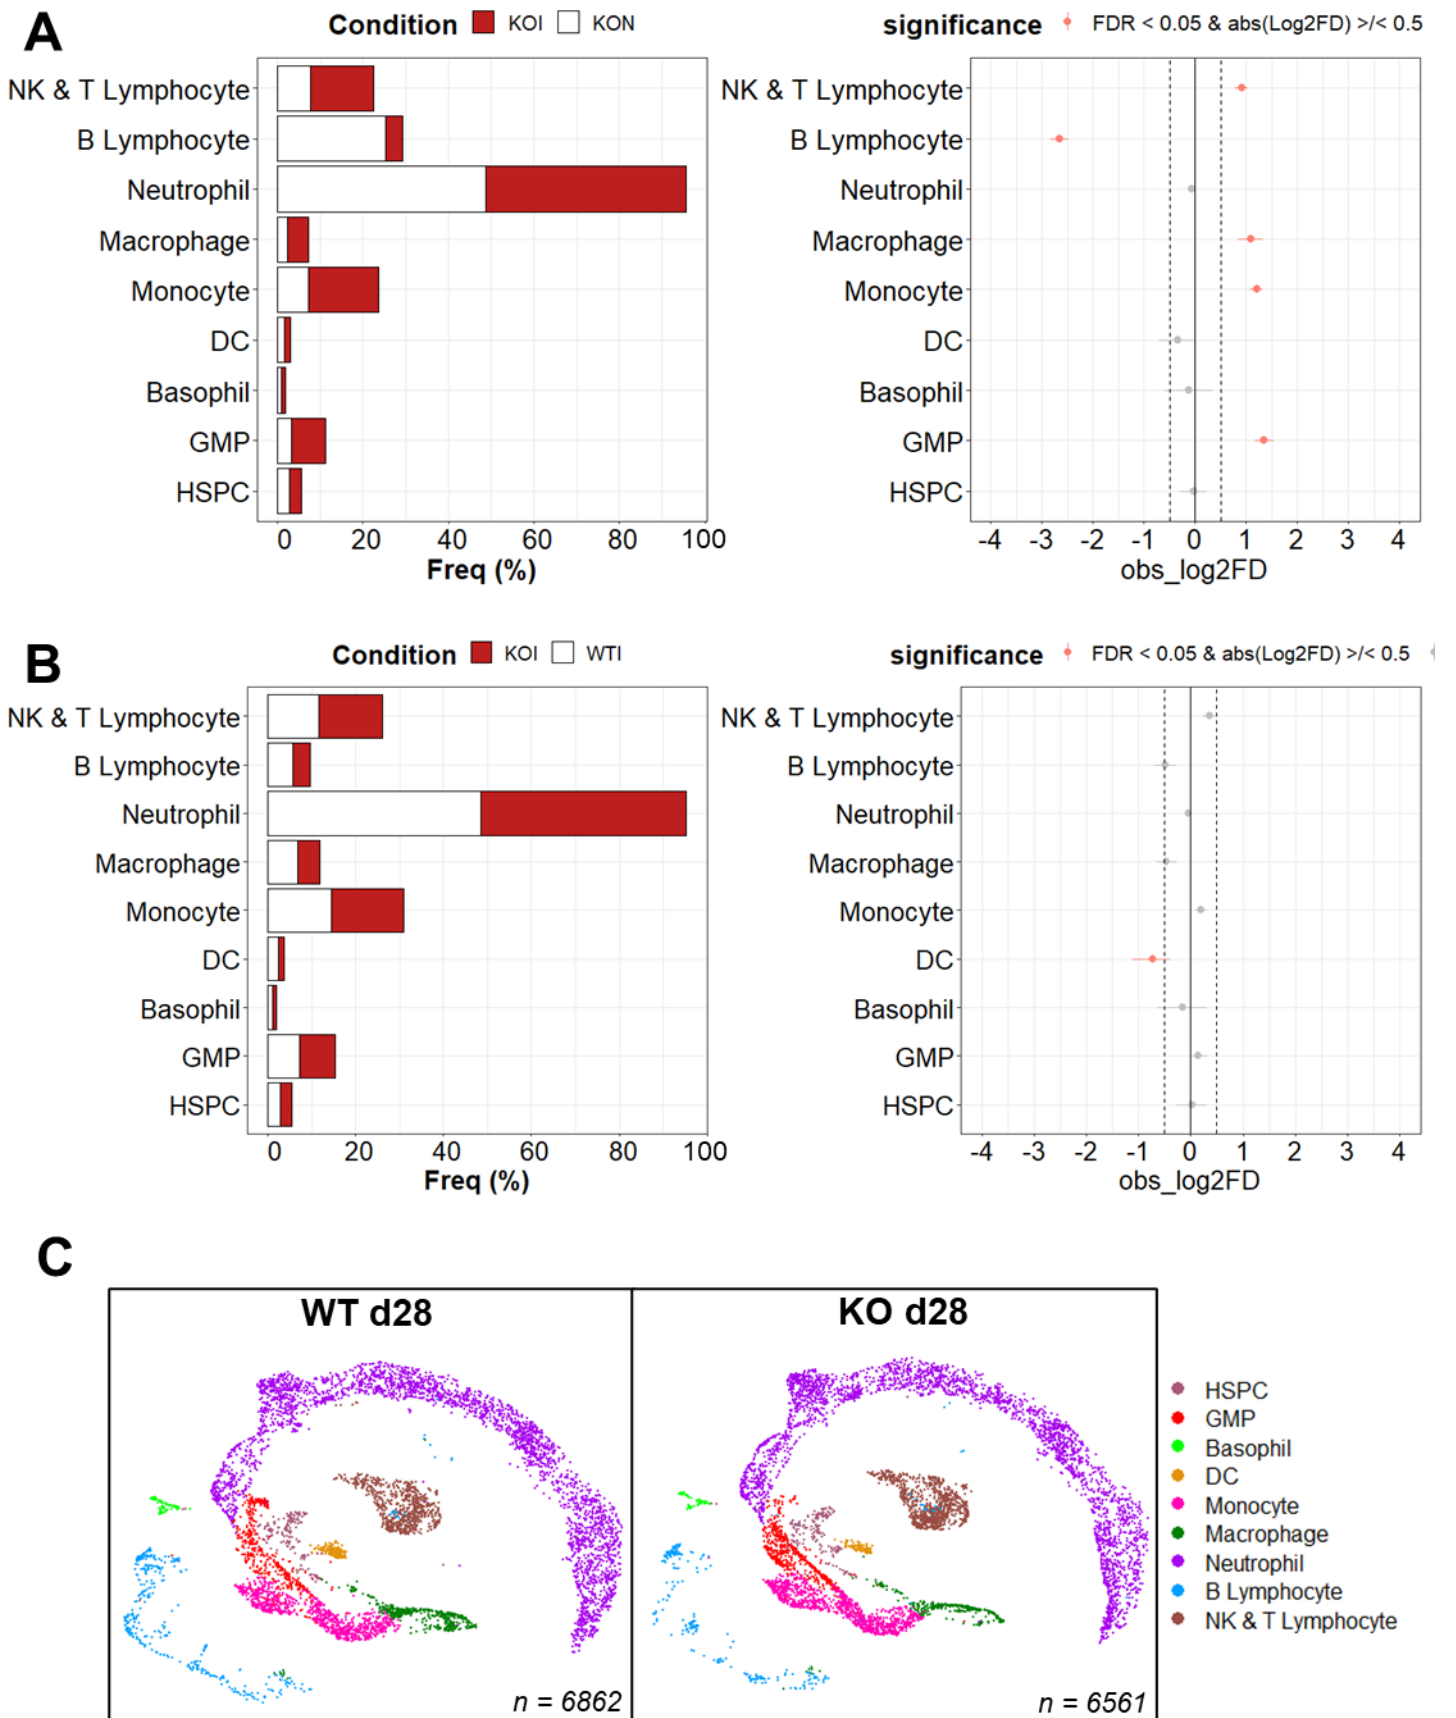 A
Condition KOI KON
significance FDR < 0.05 & abs(Log2FD) >/< 0.5
NK & T Lymphocyte
B Lymphocyte
Neutrophil
Macrophage
Monocyte
DC
Basophil
GMP
HSPC
0 20 40 60 80 100
Freq (%)
NK & T Lymphocyte
B Lymphocyte
Neutrophil
Macrophage
Monocyte
DC
Basophil
GMP
HSPC
-4 -3 -2 -1 0 1 2 3 4
obs_log2FD
B
Condition KOI WTI
significance FDR < 0.05 & abs(Log2FD) >/< 0.5
NK & T Lymphocyte
B Lymphocyte
Neutrophil
Macrophage
Monocyte
DC
Basophil
GMP
HSPC
0 20 40 60 80 100
Freq (%)
NK & T Lymphocyte
B Lymphocyte
Neutrophil
Macrophage
Monocyte
DC
Basophil
GMP
HSPC
-4 -3 -2 -1 0 1 2 3 4
obs_log2FD
C
WT d28
n = 6862
KO d28
n = 6561
HSPC
GMP
Basophil
DC
Monocyte
Macrophage
Neutrophil
B Lymphocyte
NK & T Lymphocyte